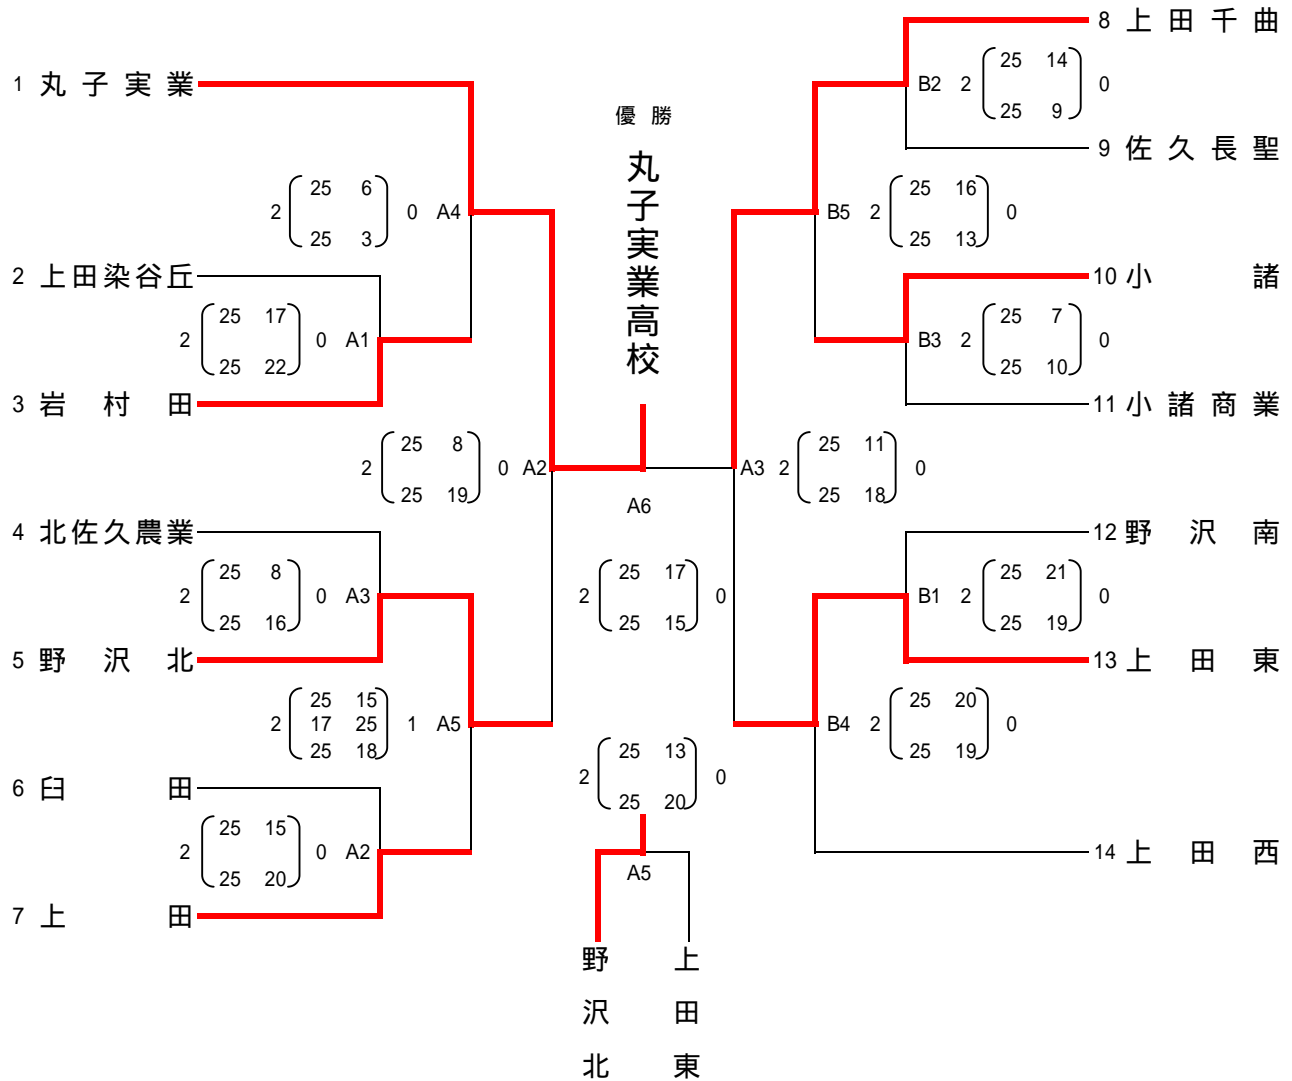 優勝
丸子実業高校
1 丸子実業
2 25 6 0 A4
25 3
2 上田染谷丘
2 25 17 0 A1
25 22
3 岩村田
2 25 8 0 A2
25 19
4 北佐久農業
2 25 8 0 A3
25 16
5 野沢北
25 15
2 17 25 1 A5
25 18
6 臼田
2 25 15 0 A2
25 20
7 上田
A6
2 25 17 0
25 15
2 25 13 0
25 20
A5
野沢北
上田東
8 上田千曲
B2 2 25 14 0
25 9
9 佐久長聖
B5 2 25 16 0
25 13
10 小諸
B3 2 25 7 0
25 10
11 小諸商業
A3 2 25 11 0
25 18
12 野沢南
B1 2 25 21 0
25 19
13 上田東
B4 2 25 20 0
25 19
14 上田西